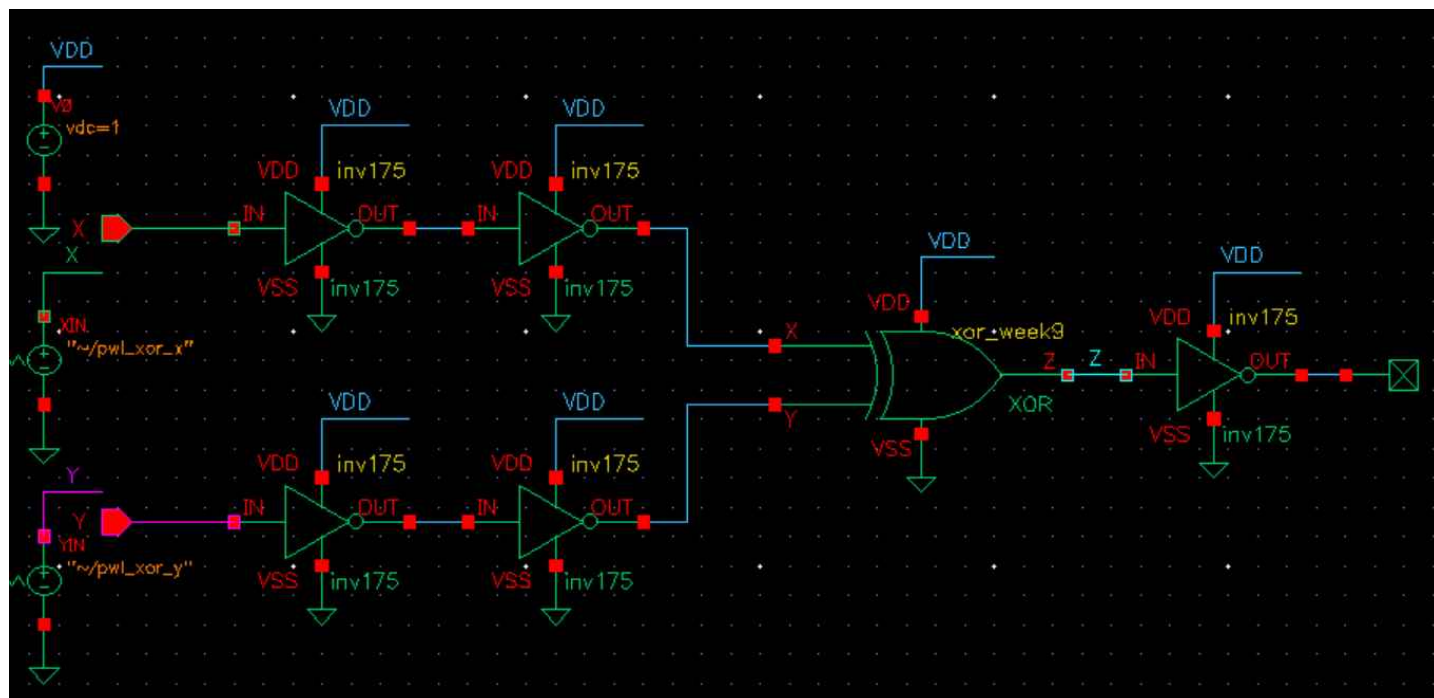 VDD
V0
vdc=1
VDD
VDD
VDD
inv175
VDD
inv175
X
IN
OUT
IN
OUT
X
VSS
inv175
VSS
inv175
VDD
VDD
XIN
"~/pwl_xor_x"
VDD
xor_week9
VDD
inv175
X
Z
Z
IN
OUT
Y
XOR
VSS
VSS
inv175
VDD
VDD
VDD
inv175
VDD
inv175
Y
Y
IN
OUT
IN
OUT
YIN
"~/pwl_xor_y"
VSS
inv175
VSS
inv175